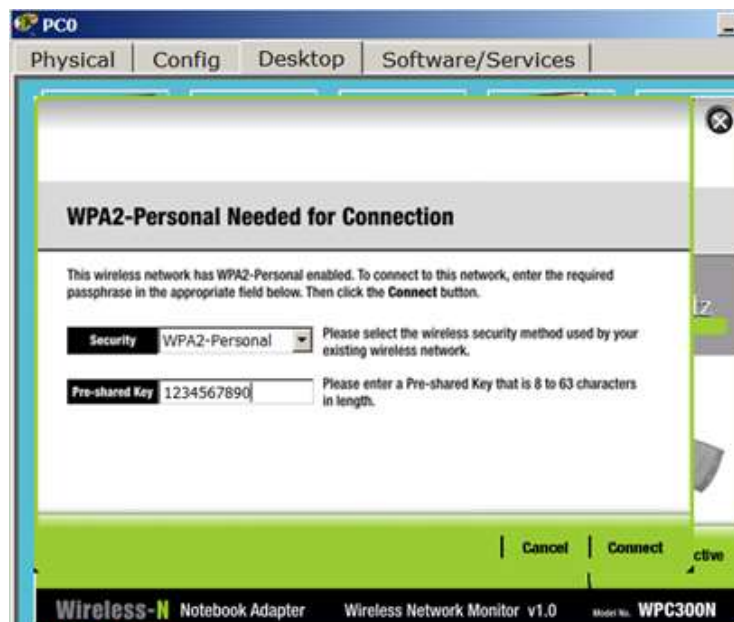 PC0
Physical Config Desktop Software/Services
WPA2-Personal Needed for Connection
This wireless network has WPA2-Personal enabled. To connect to this network, enter the required
passphrase in the appropriate field below. Then click the Connect button.
Security WPA2-Personal Please select the wireless security method used by your
existing wireless network.
Pre-shared Key 1234567890 Please enter a Pre-shared Key that is 8 to 63 characters
in length.
Cancel Connect
ctive
Wireless-N Notebook Adapter Wireless Network Monitor v1.0 Model No. WPC300N